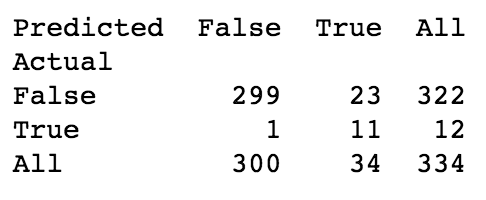 Predicted  False  True  All
Actual
False        299    23  322
True           1    11   12
All          300    34  334